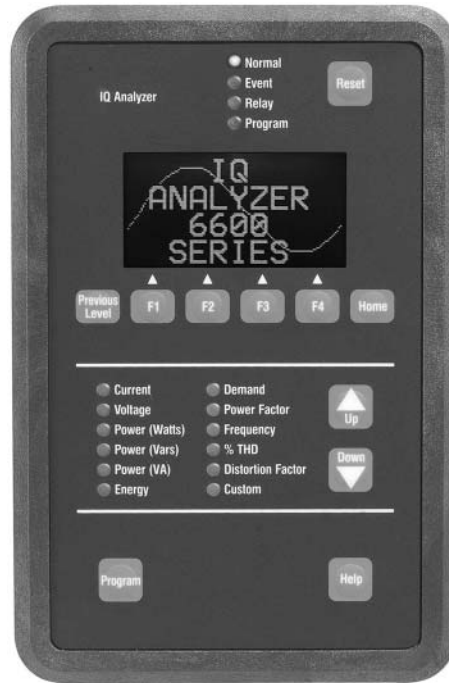 Normal
Event
Relay
Program
IQ Analyzer
Reset
IQ
ANALYZER
6600
SERIES
Previous
Level
F1
F2
F3
F4
Home
Current
Voltage
Power (Watts)
Power (Vars)
Power (VA)
Energy
Demand
Power Factor
Frequency
% THD
Distortion Factor
Custom
Up
Down
Program
Help